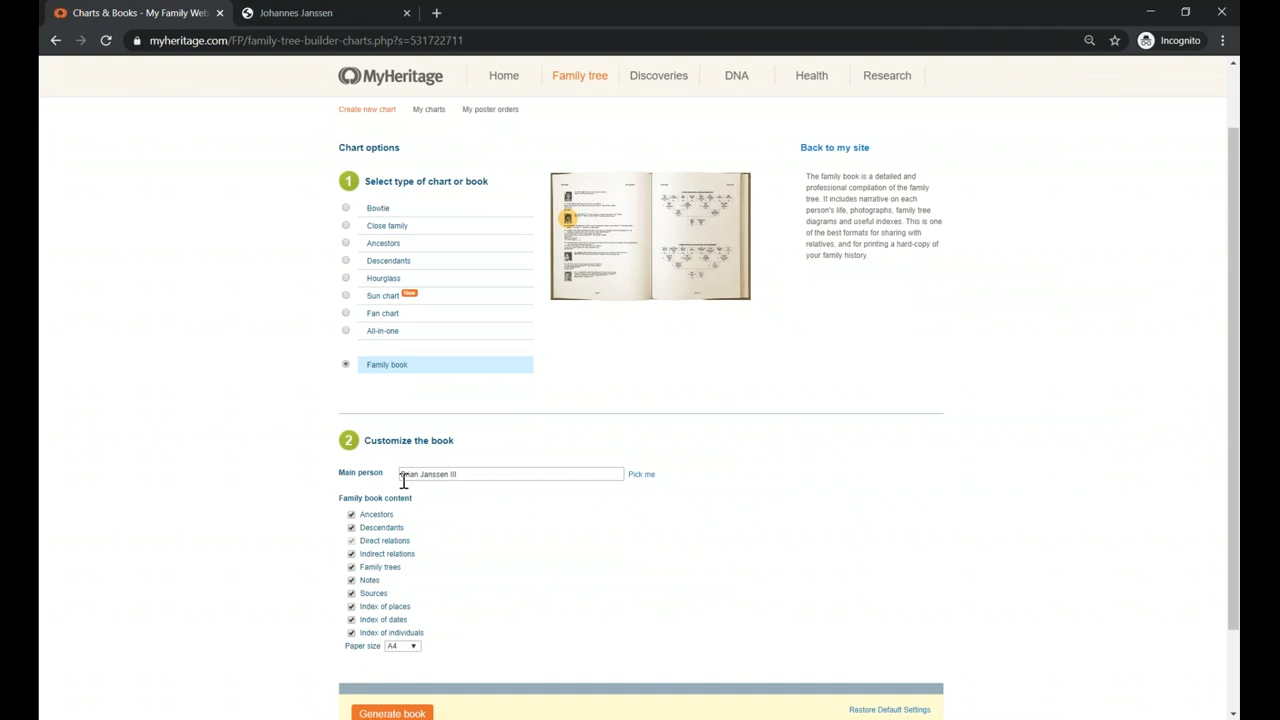 Charts & Books - My Family Web
Johannes Janssen
myheritage.com/FP/family-tree-builder-charts.php?s=531722711
Incognito
MyHeritage
Home
Family tree
Discoveries
DNA
Health
Research
Create new chart
My charts
My poster orders
Chart options
Back to my site
1 Select type of chart or book
Bowtie
Close family
Ancestors
Descendants
Hourglass
Sun chart New
Fan chart
All-in-one
Family book
The family book is a detailed and
professional compilation of the family
tree. It includes narrative on each
person's life, photographs, family tree
diagrams and useful indexes. This is one
of the best formats for sharing with
relatives, and for printing a hard-copy of
your family history.
2 Customize the book
Main person
Brian Janssen III
Pick me
Family book content
Ancestors
Descendants
Direct relations
Indirect relations
Family trees
Notes
Sources
Index of places
Index of dates
Index of individuals
Paper size A4
Generate book
Restore Default Settings